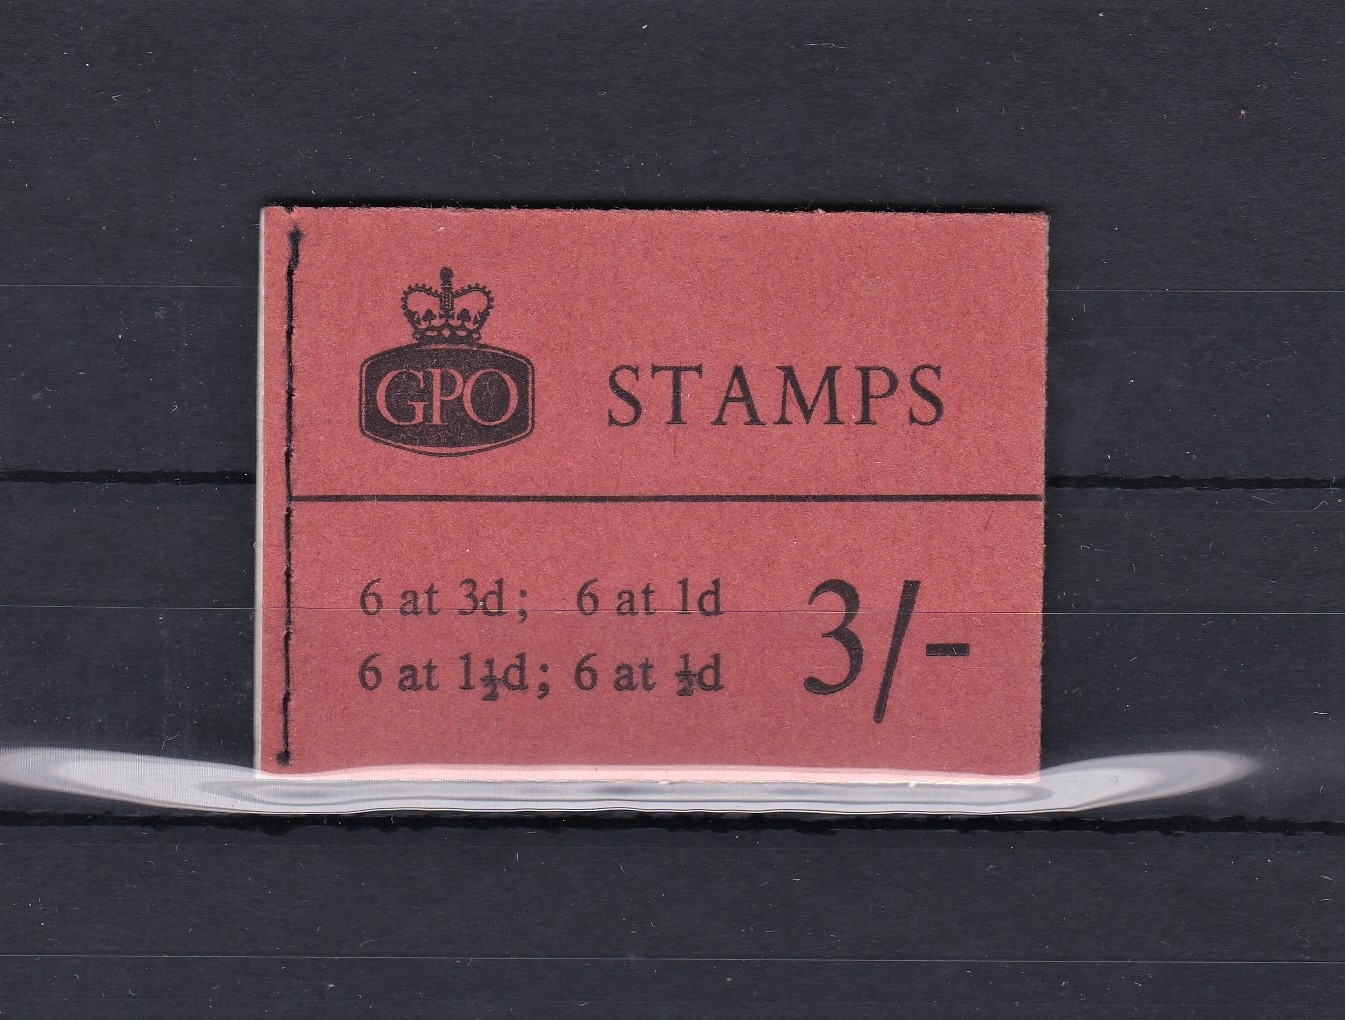 GPO
STAMPS
6 at 3d; 6 at 1d
6 at 1½d; 6 at ½d
3/-